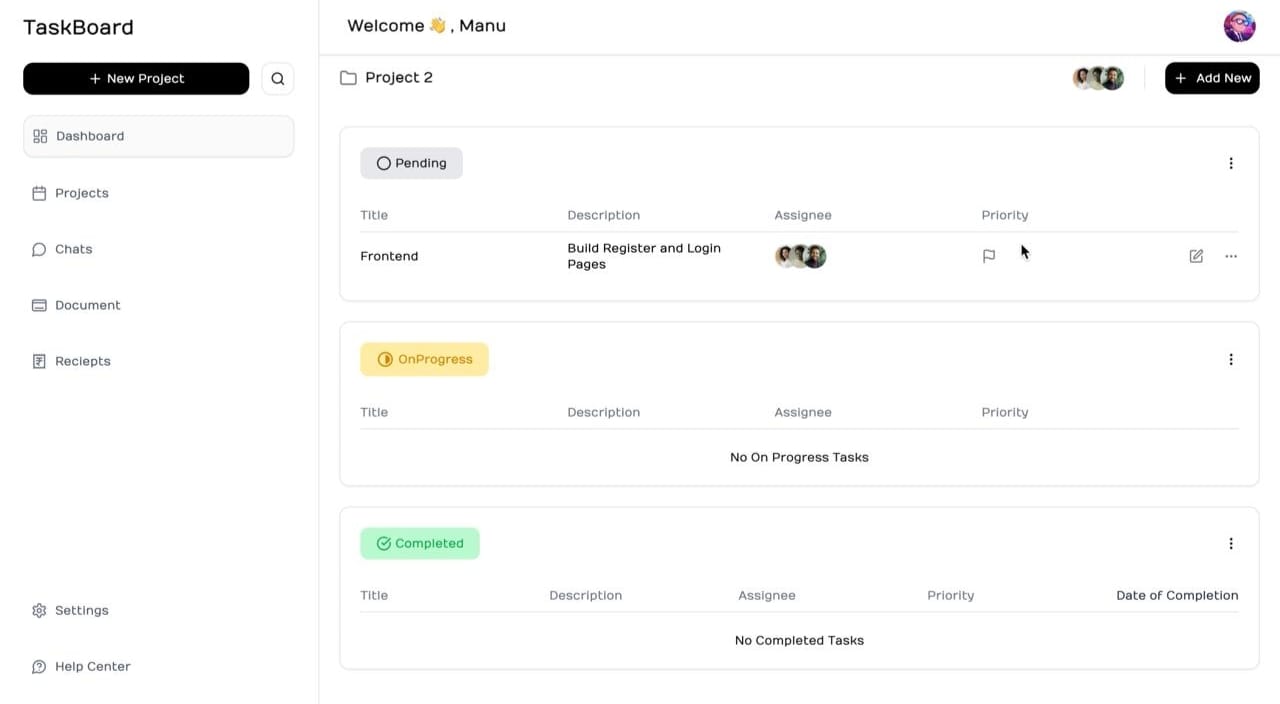 TaskBoard
+ New Project
Dashboard
Projects
Chats
Document
Reciepts
Settings
Help Center
Welcome 👋 , Manu
Project 2
+ Add New
Pending
Title Description Assignee Priority
Frontend Build Register and Login
Pages
OnProgress
Title Description Assignee Priority
No On Progress Tasks
Completed
Title Description Assignee Priority Date of Completion
No Completed Tasks